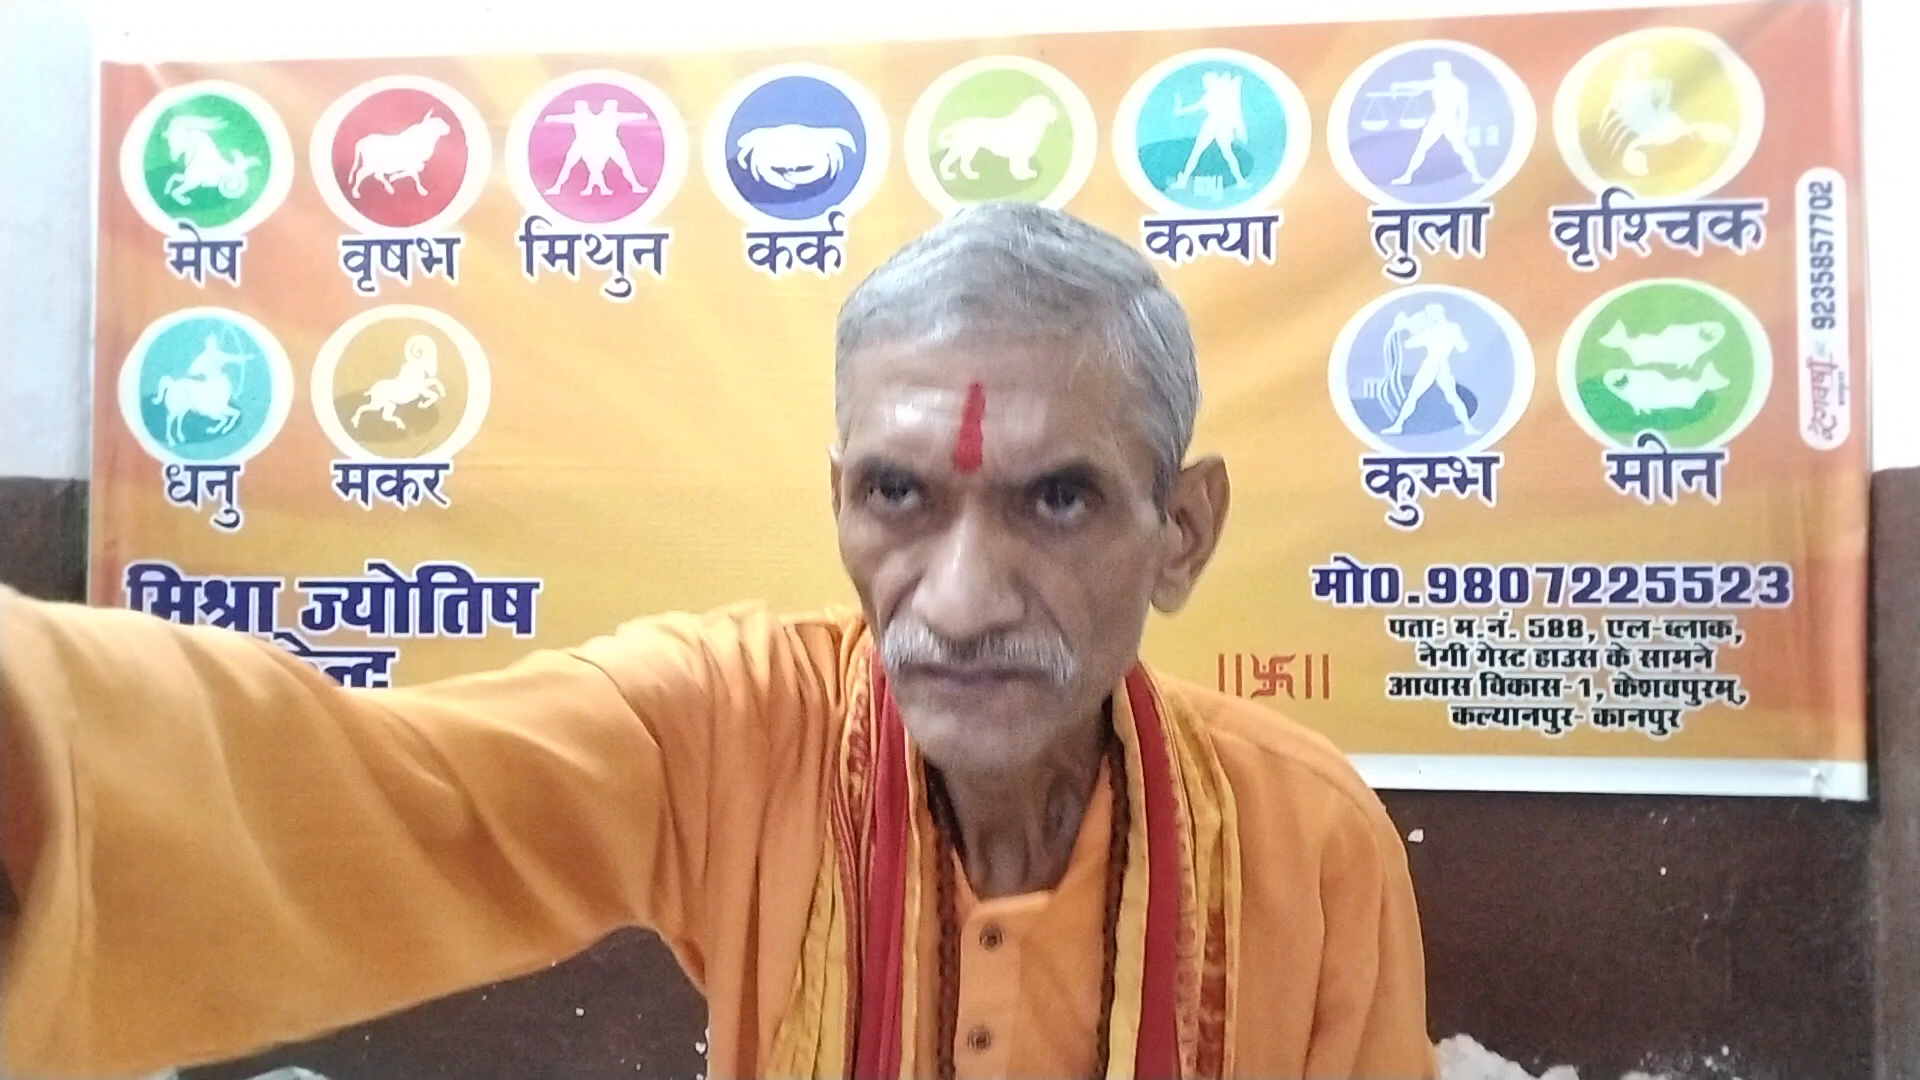 मेष वृषभ मिथुन कर्क कन्या तुला वृश्चिक
धनु मकर कुम्भ मीन
मिश्रा ज्योतिष
मो0.9807225523
पताः म.नं. 588, एल-ब्लाक,
नेगी गेस्ट हाउस के सामने
आवास विकास-1, केशवपुरम्,
कल्यानपुर- कानपुर
9235857702